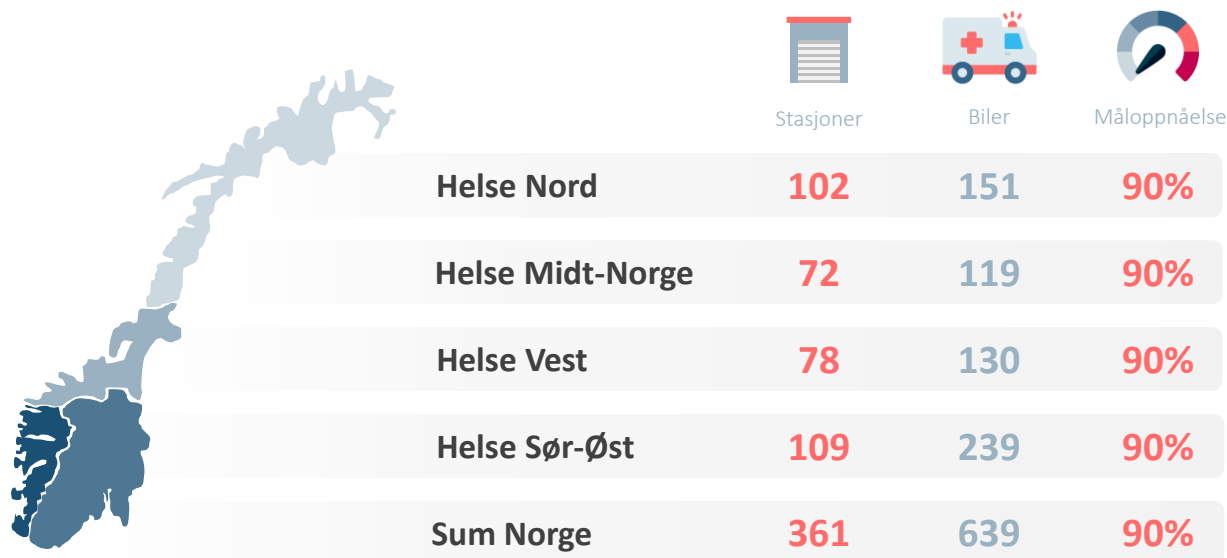 Stasjoner Biler Måloppnåelse
Helse Nord 102 151 90%
Helse Midt-Norge 72 119 90%
Helse Vest 78 130 90%
Helse Sør-Øst 109 239 90%
Sum Norge 361 639 90%